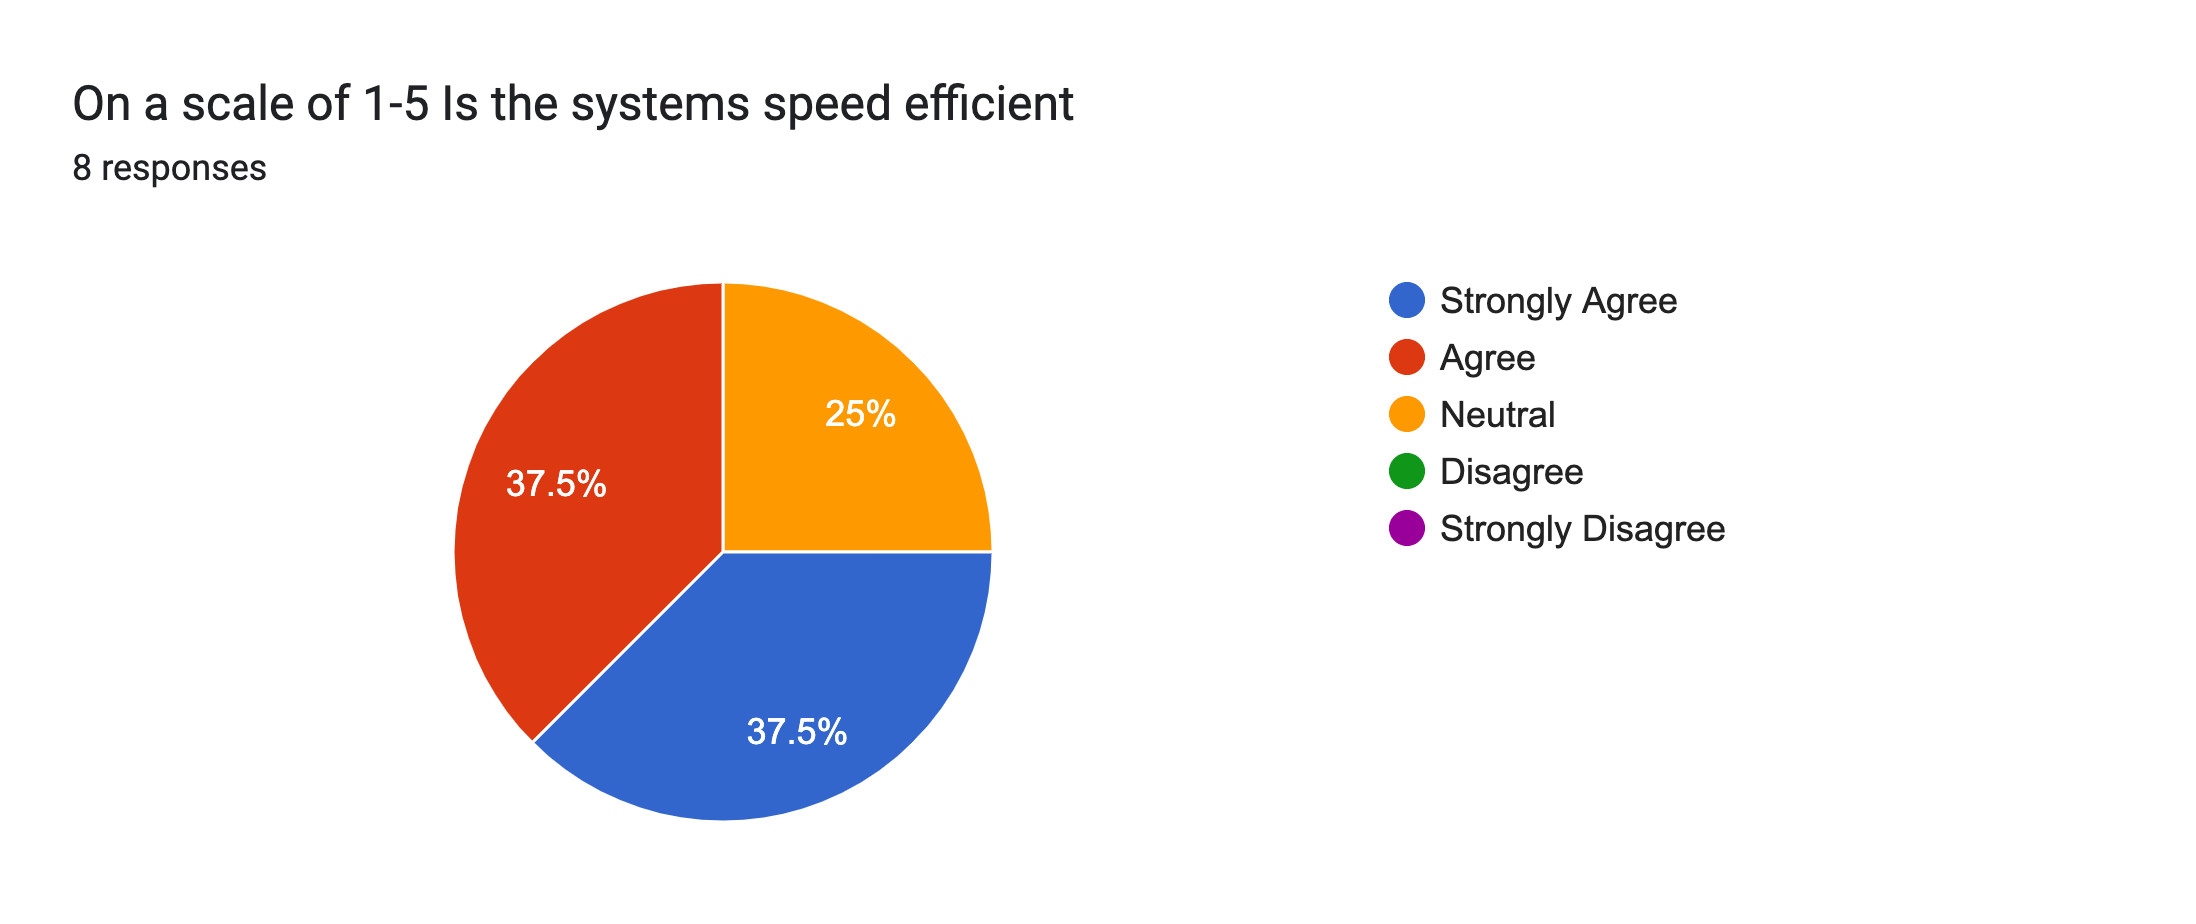 On a scale of 1-5 Is the systems speed efficient
8 responses
25%
37.5%
37.5%
Strongly Agree
Agree
Neutral
Disagree
Strongly Disagree